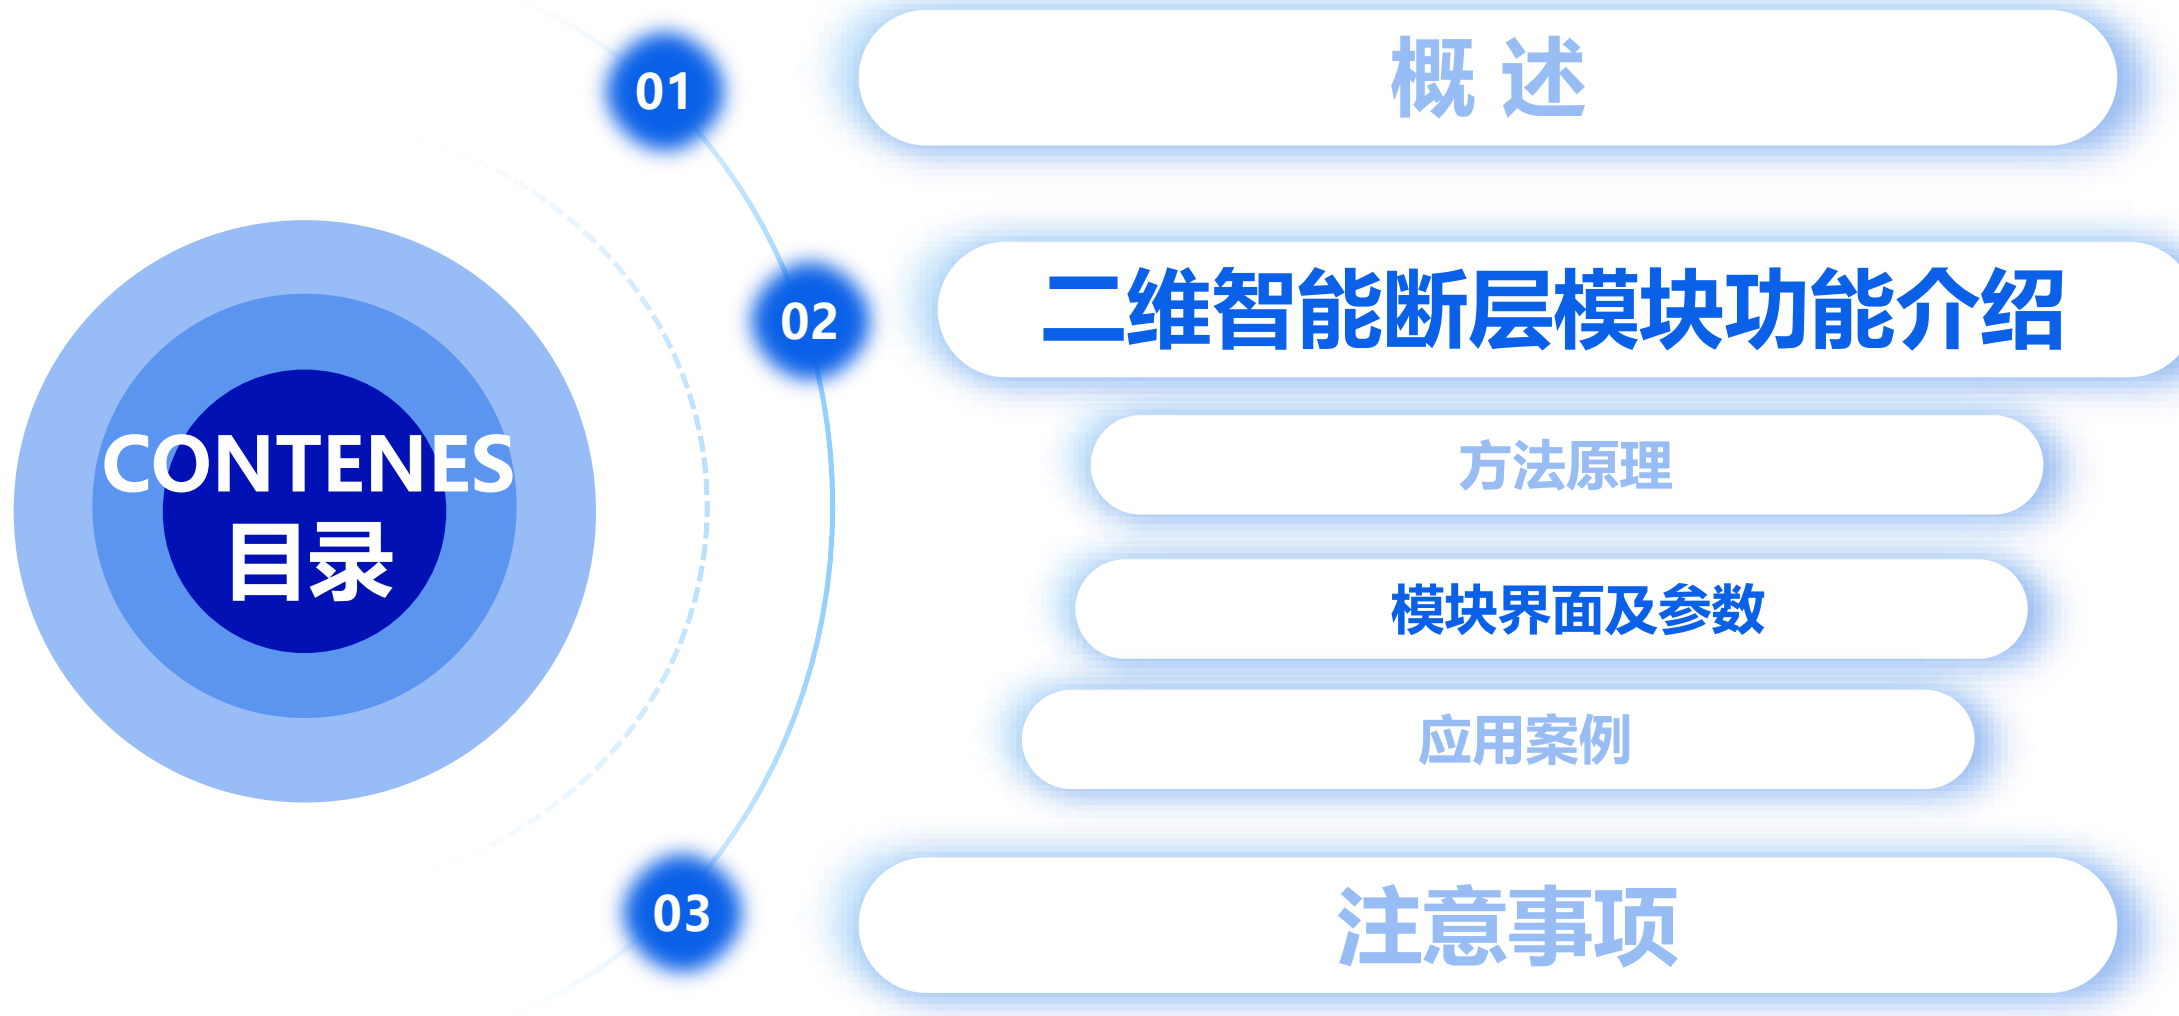 CONTENES
目录
01
概 述
02
二维智能断层模块功能介绍
方法原理
模块界面及参数
应用案例
03
注意事项